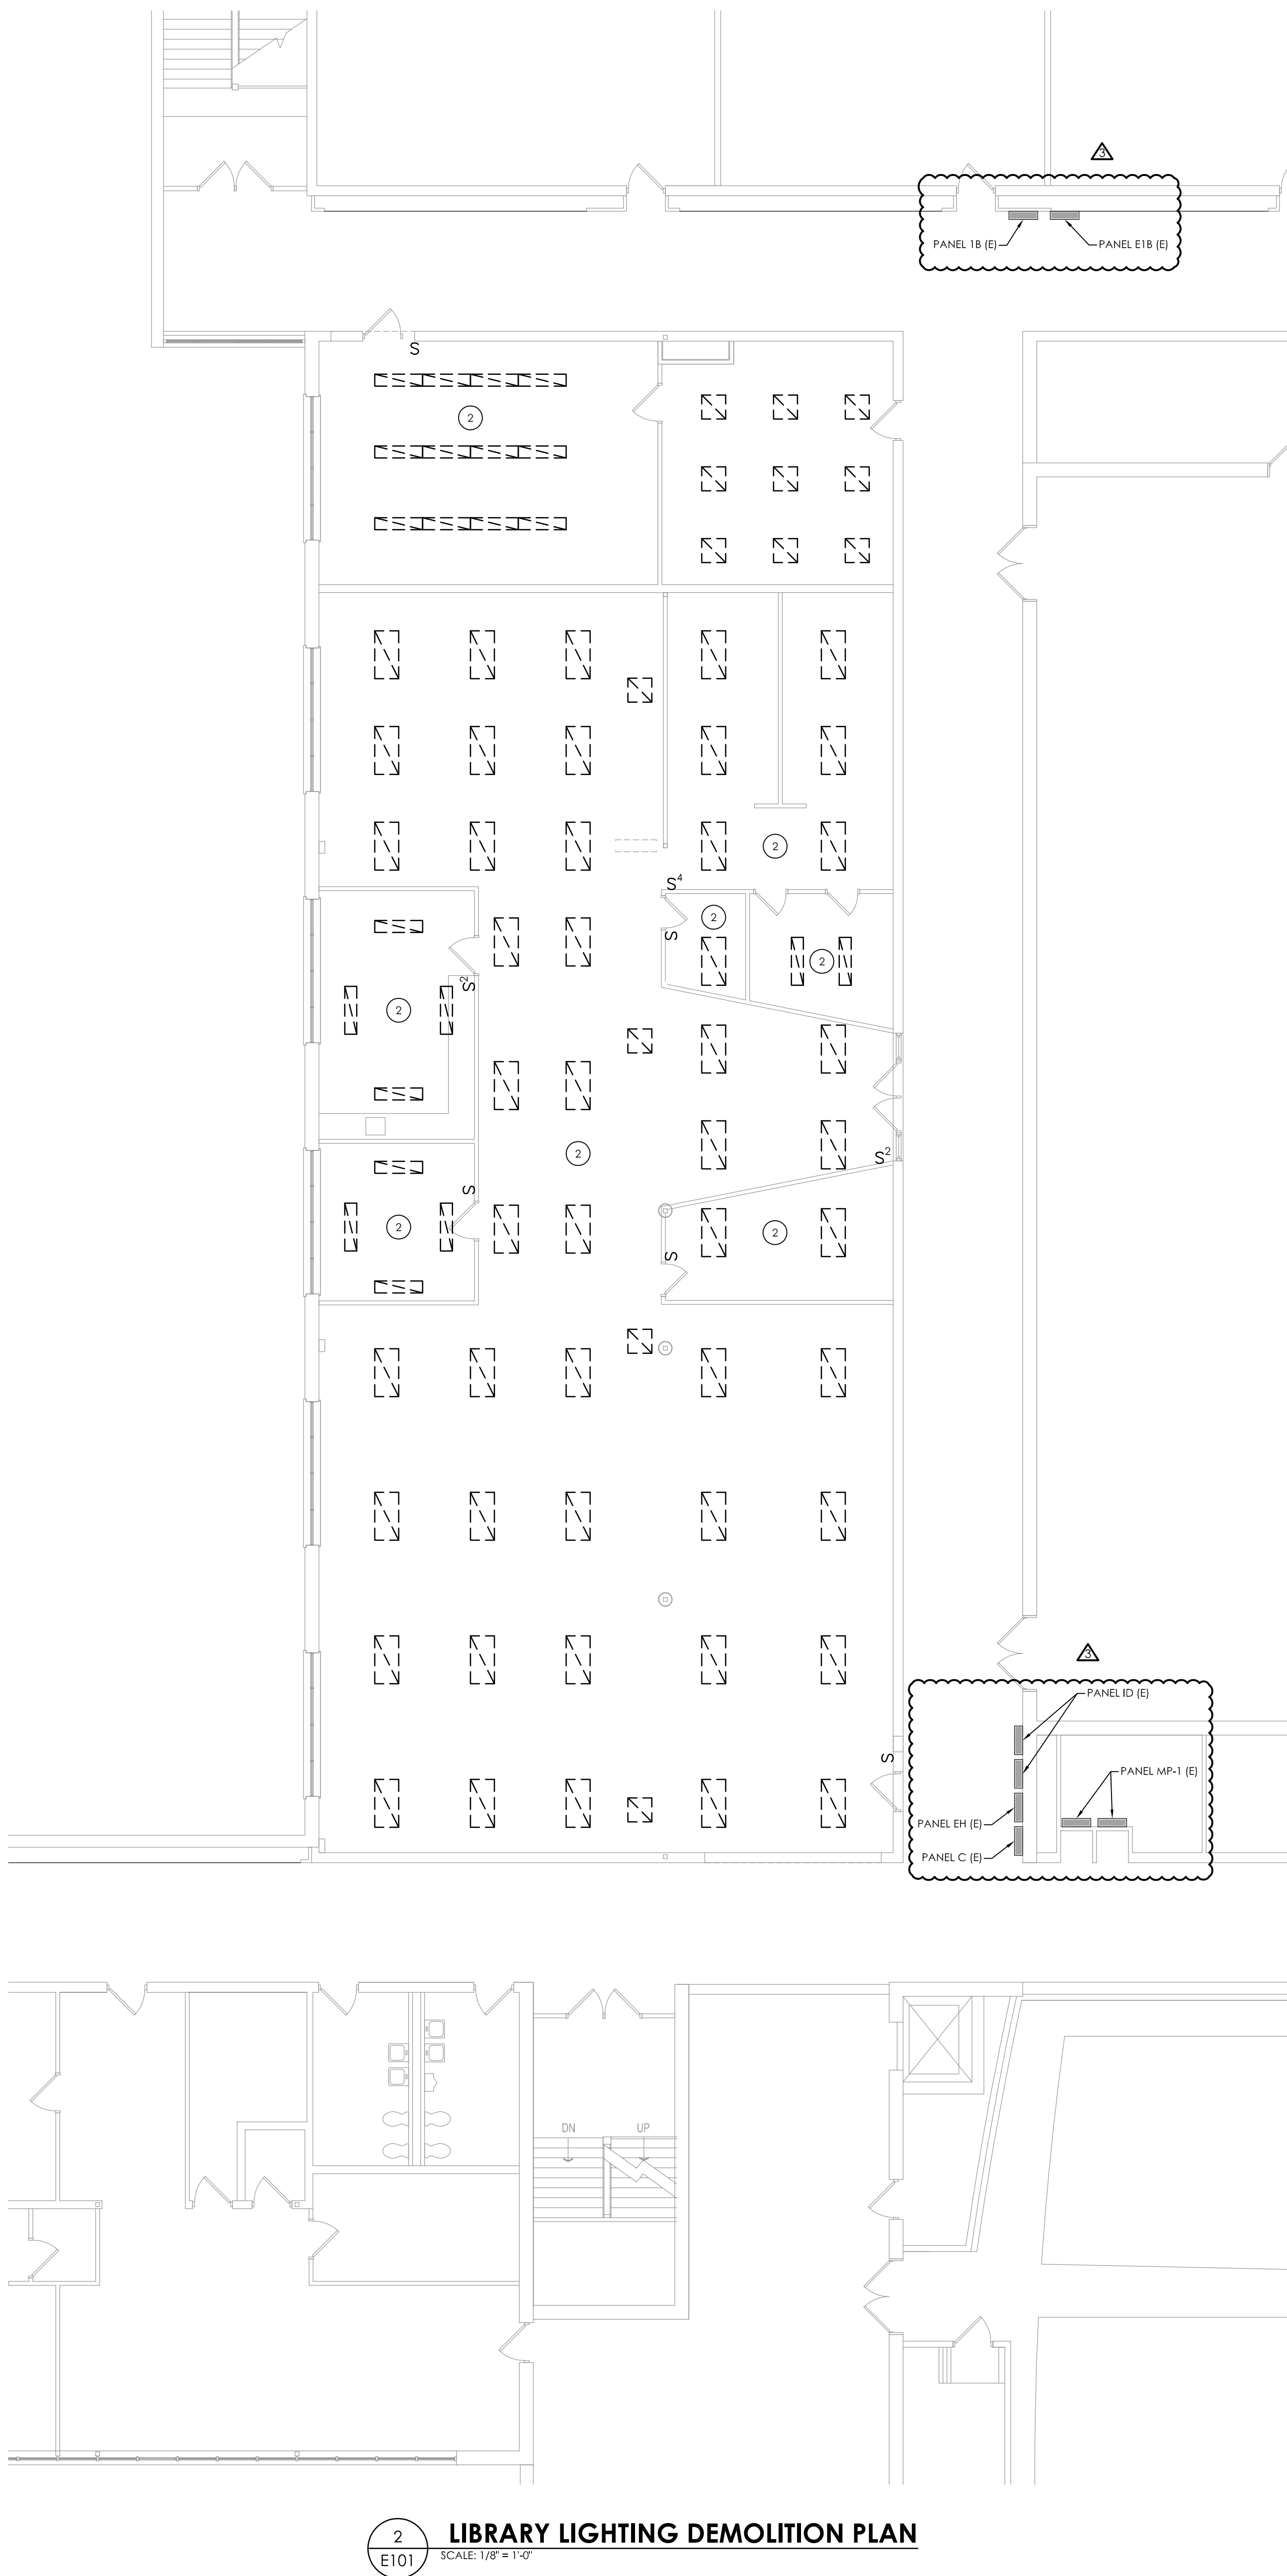 3
PANEL 1B (E)
PANEL E1B (E)
S
2
2
S4
2
S
2
S2
2
2
S2
S
2
2
S
3
PANEL ID (E)
S
PANEL MP-1 (E)
PANEL EH (E)
PANEL C (E)
DN
UP
2
E101
LIBRARY LIGHTING DEMOLITION PLAN
SCALE: 1/8" = 1'-0"